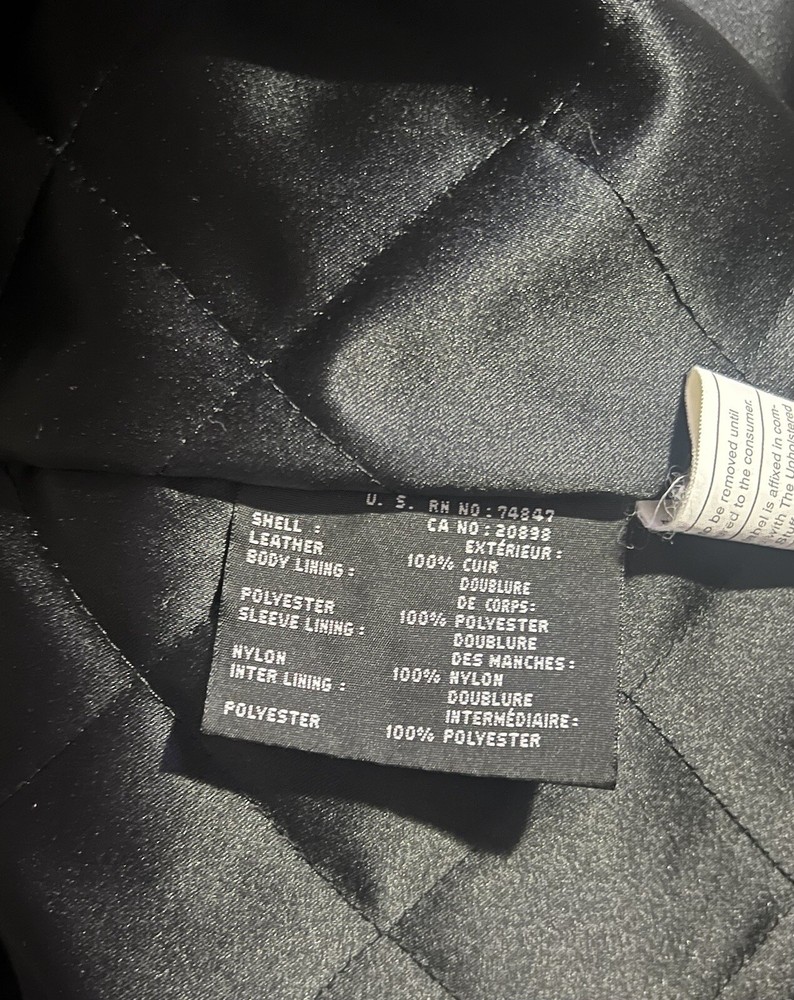 U. S. RN NO : 74847
CA NO : 20898
SHELL : EXTÉRIEUR :
LEATHER 100% CUIR
BODY LINING : DOUBLURE
DE CORPS:
POLYESTER 100% POLYESTER
SLEEVE LINING : DOUBLURE
DES MANCHES :
NYLON 100% NYLON
INTER LINING : DOUBLURE
INTERMÉDIAIRE:
POLYESTER 100% POLYESTER
o be removed until
ed to the consumer.
bel is affixed in com-
with The Upholstered